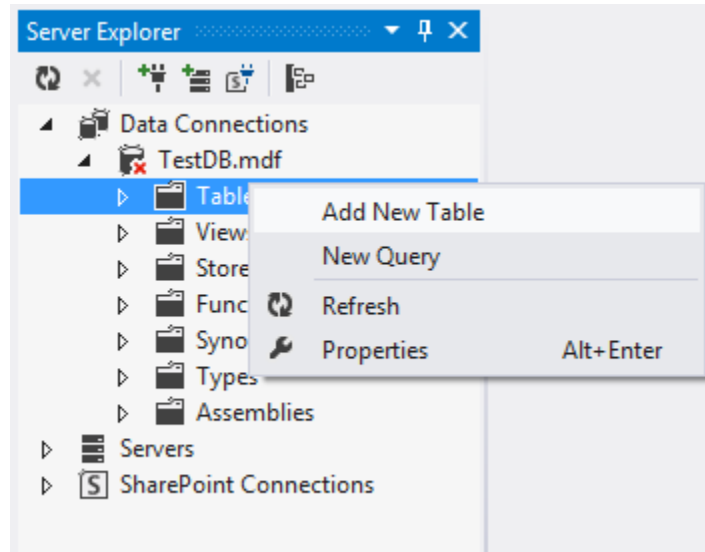 Server Explorer
Data Connections
TestDB.mdf
Table
Add New Table
View
New Query
Store
Func
Refresh
Syno
Properties Alt+Enter
Types
Assemblies
Servers
SharePoint Connections